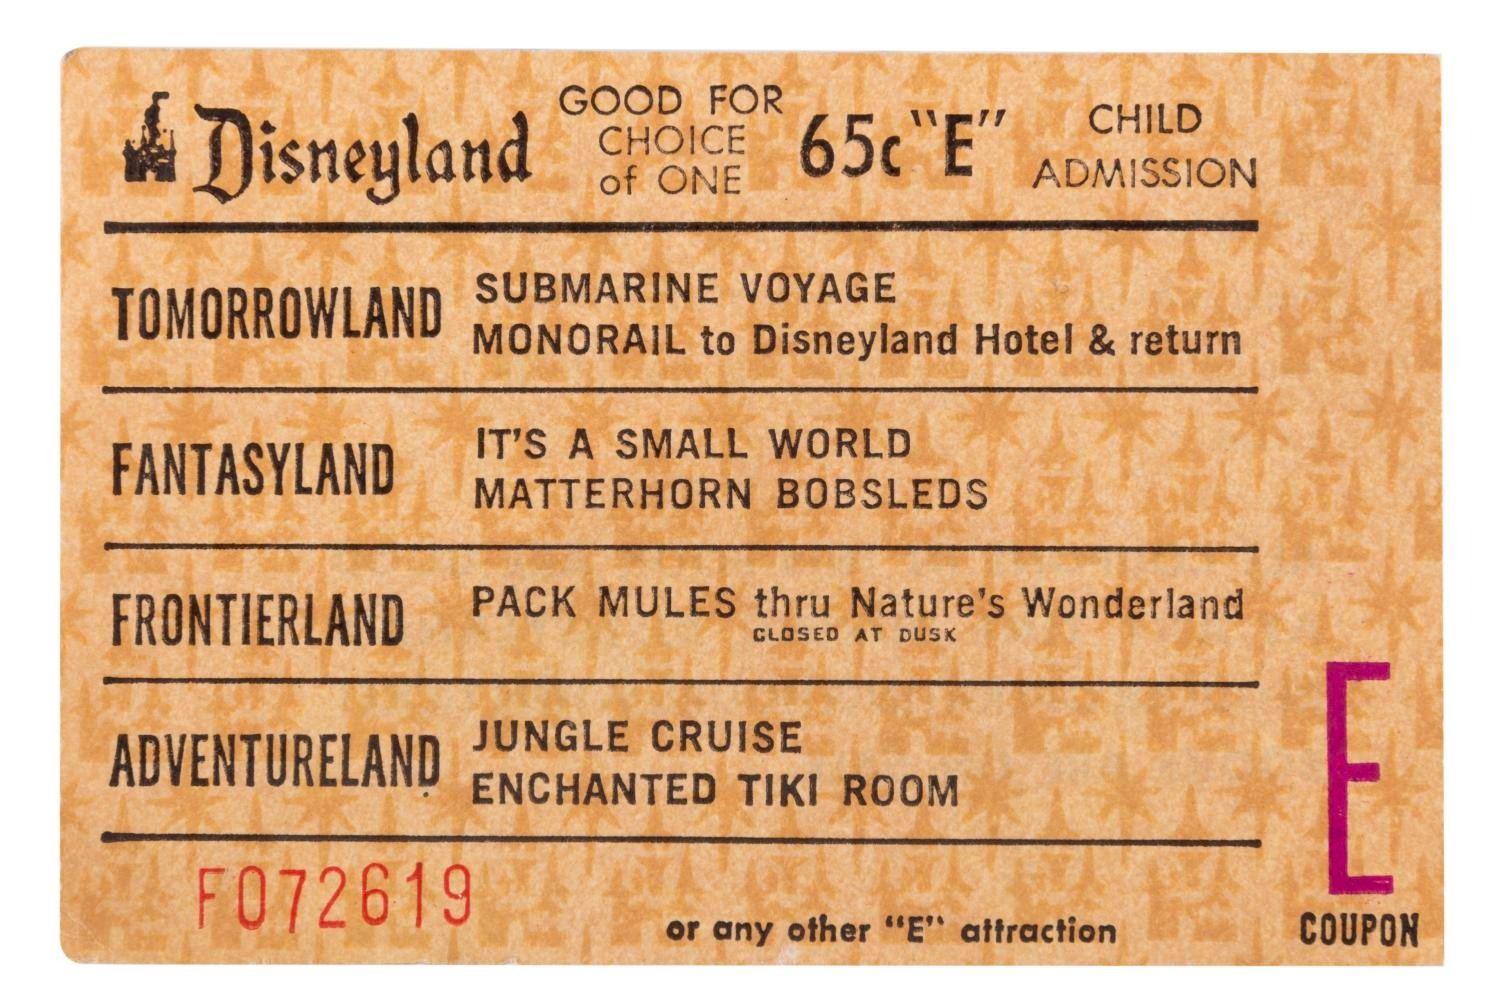 Disneyland GOOD FOR CHOICE of ONE 65c "E" CHILD ADMISSION
TOMORROWLAND SUBMARINE VOYAGE
MONORAIL to Disneyland Hotel & return
FANTASYLAND IT'S A SMALL WORLD
MATTERHORN BOBSLEDS
FRONTIERLAND PACK MULES thru Nature's Wonderland
CLOSED AT DUSK
ADVENTURELAND JUNGLE CRUISE
ENCHANTED TIKI ROOM
F072619
or any other "E" attraction
E
COUPON